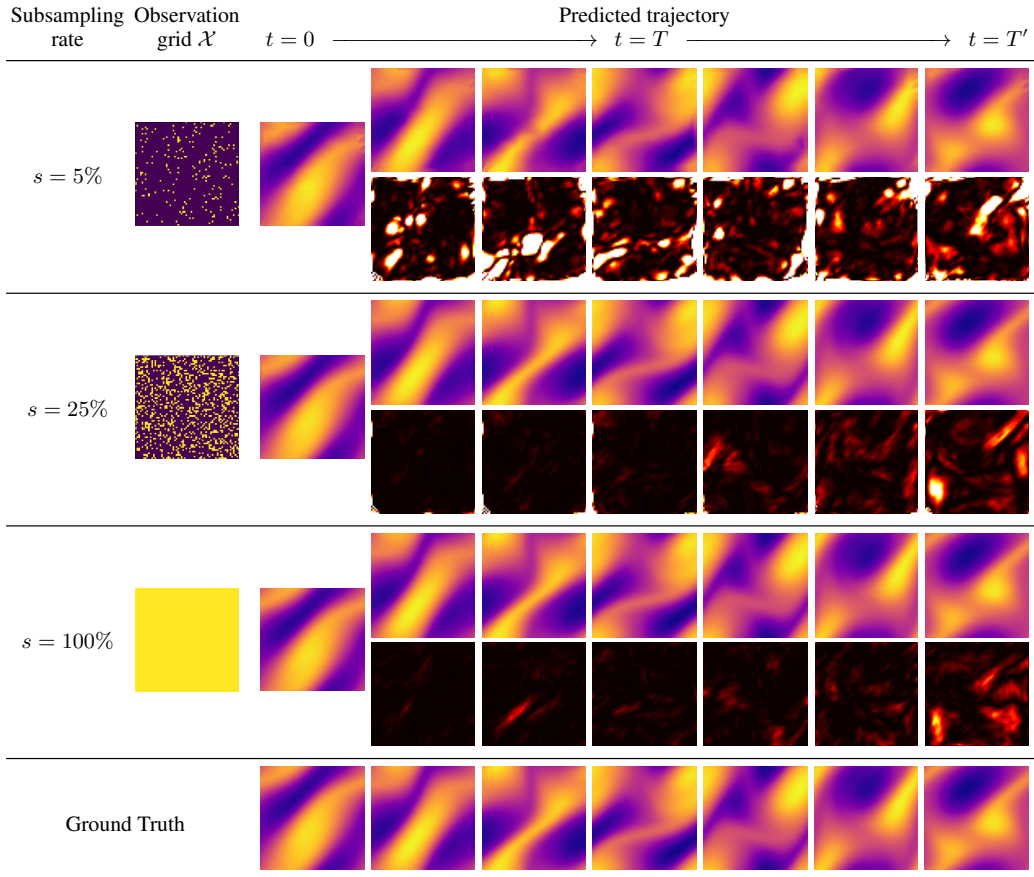 Subsampling rate
Observation grid 𝒳
Predicted trajectory
t = 0 ⟶ t = T ⟶ t = T′
s = 5%
s = 25%
s = 100%
Ground Truth